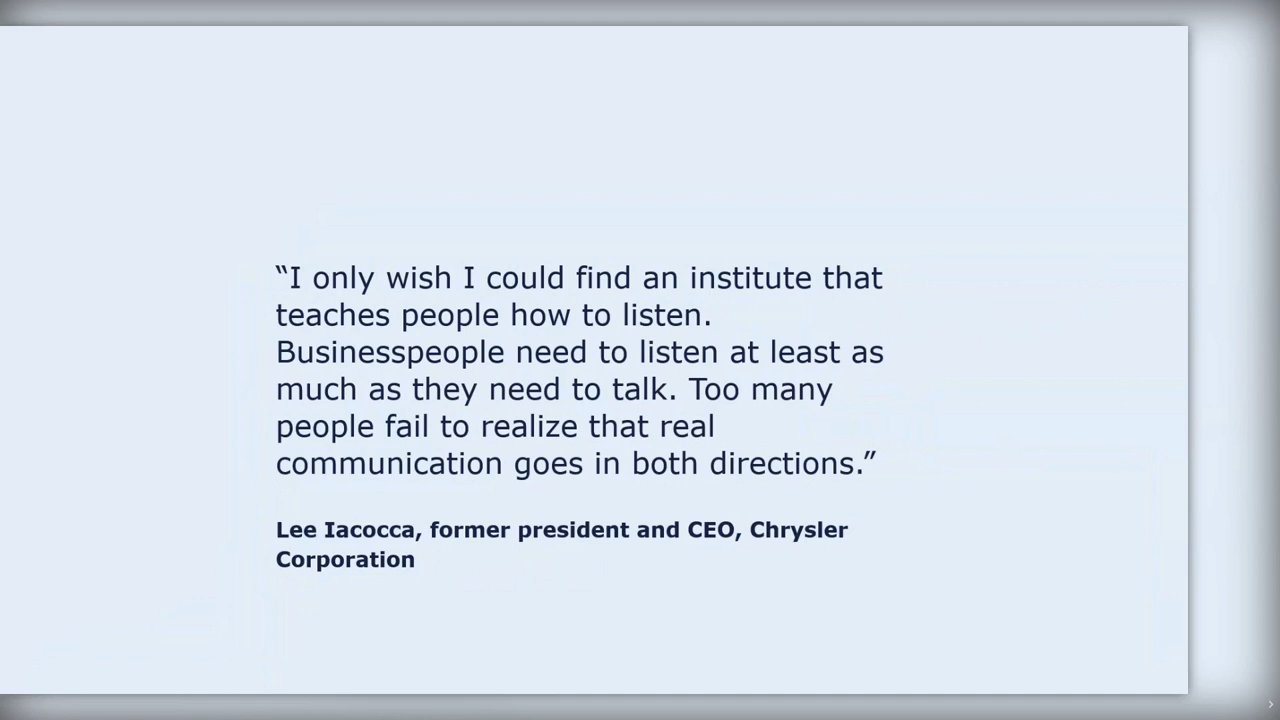 “I only wish I could find an institute that
teaches people how to listen.
Businesspeople need to listen at least as
much as they need to talk. Too many
people fail to realize that real
communication goes in both directions.”
Lee Iacocca, former president and CEO, Chrysler
Corporation